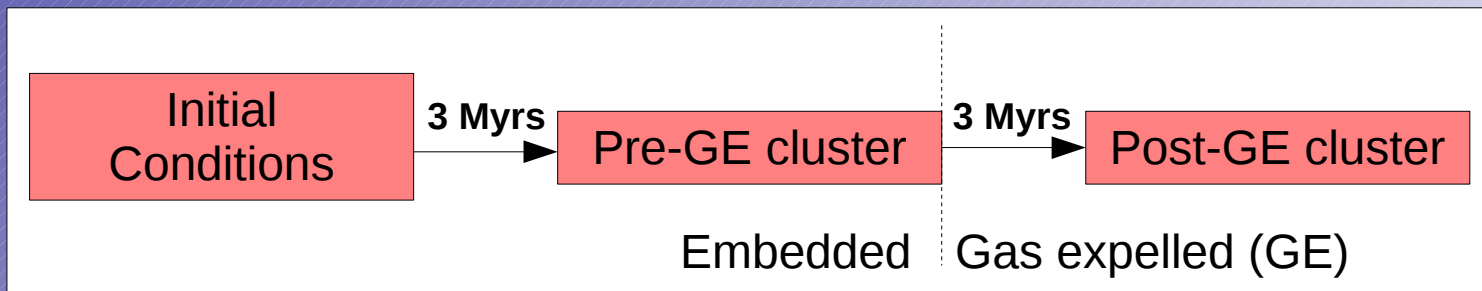 Initial
Conditions
3 Myrs
Pre-GE cluster
3 Myrs
Post-GE cluster
Embedded
Gas expelled (GE)